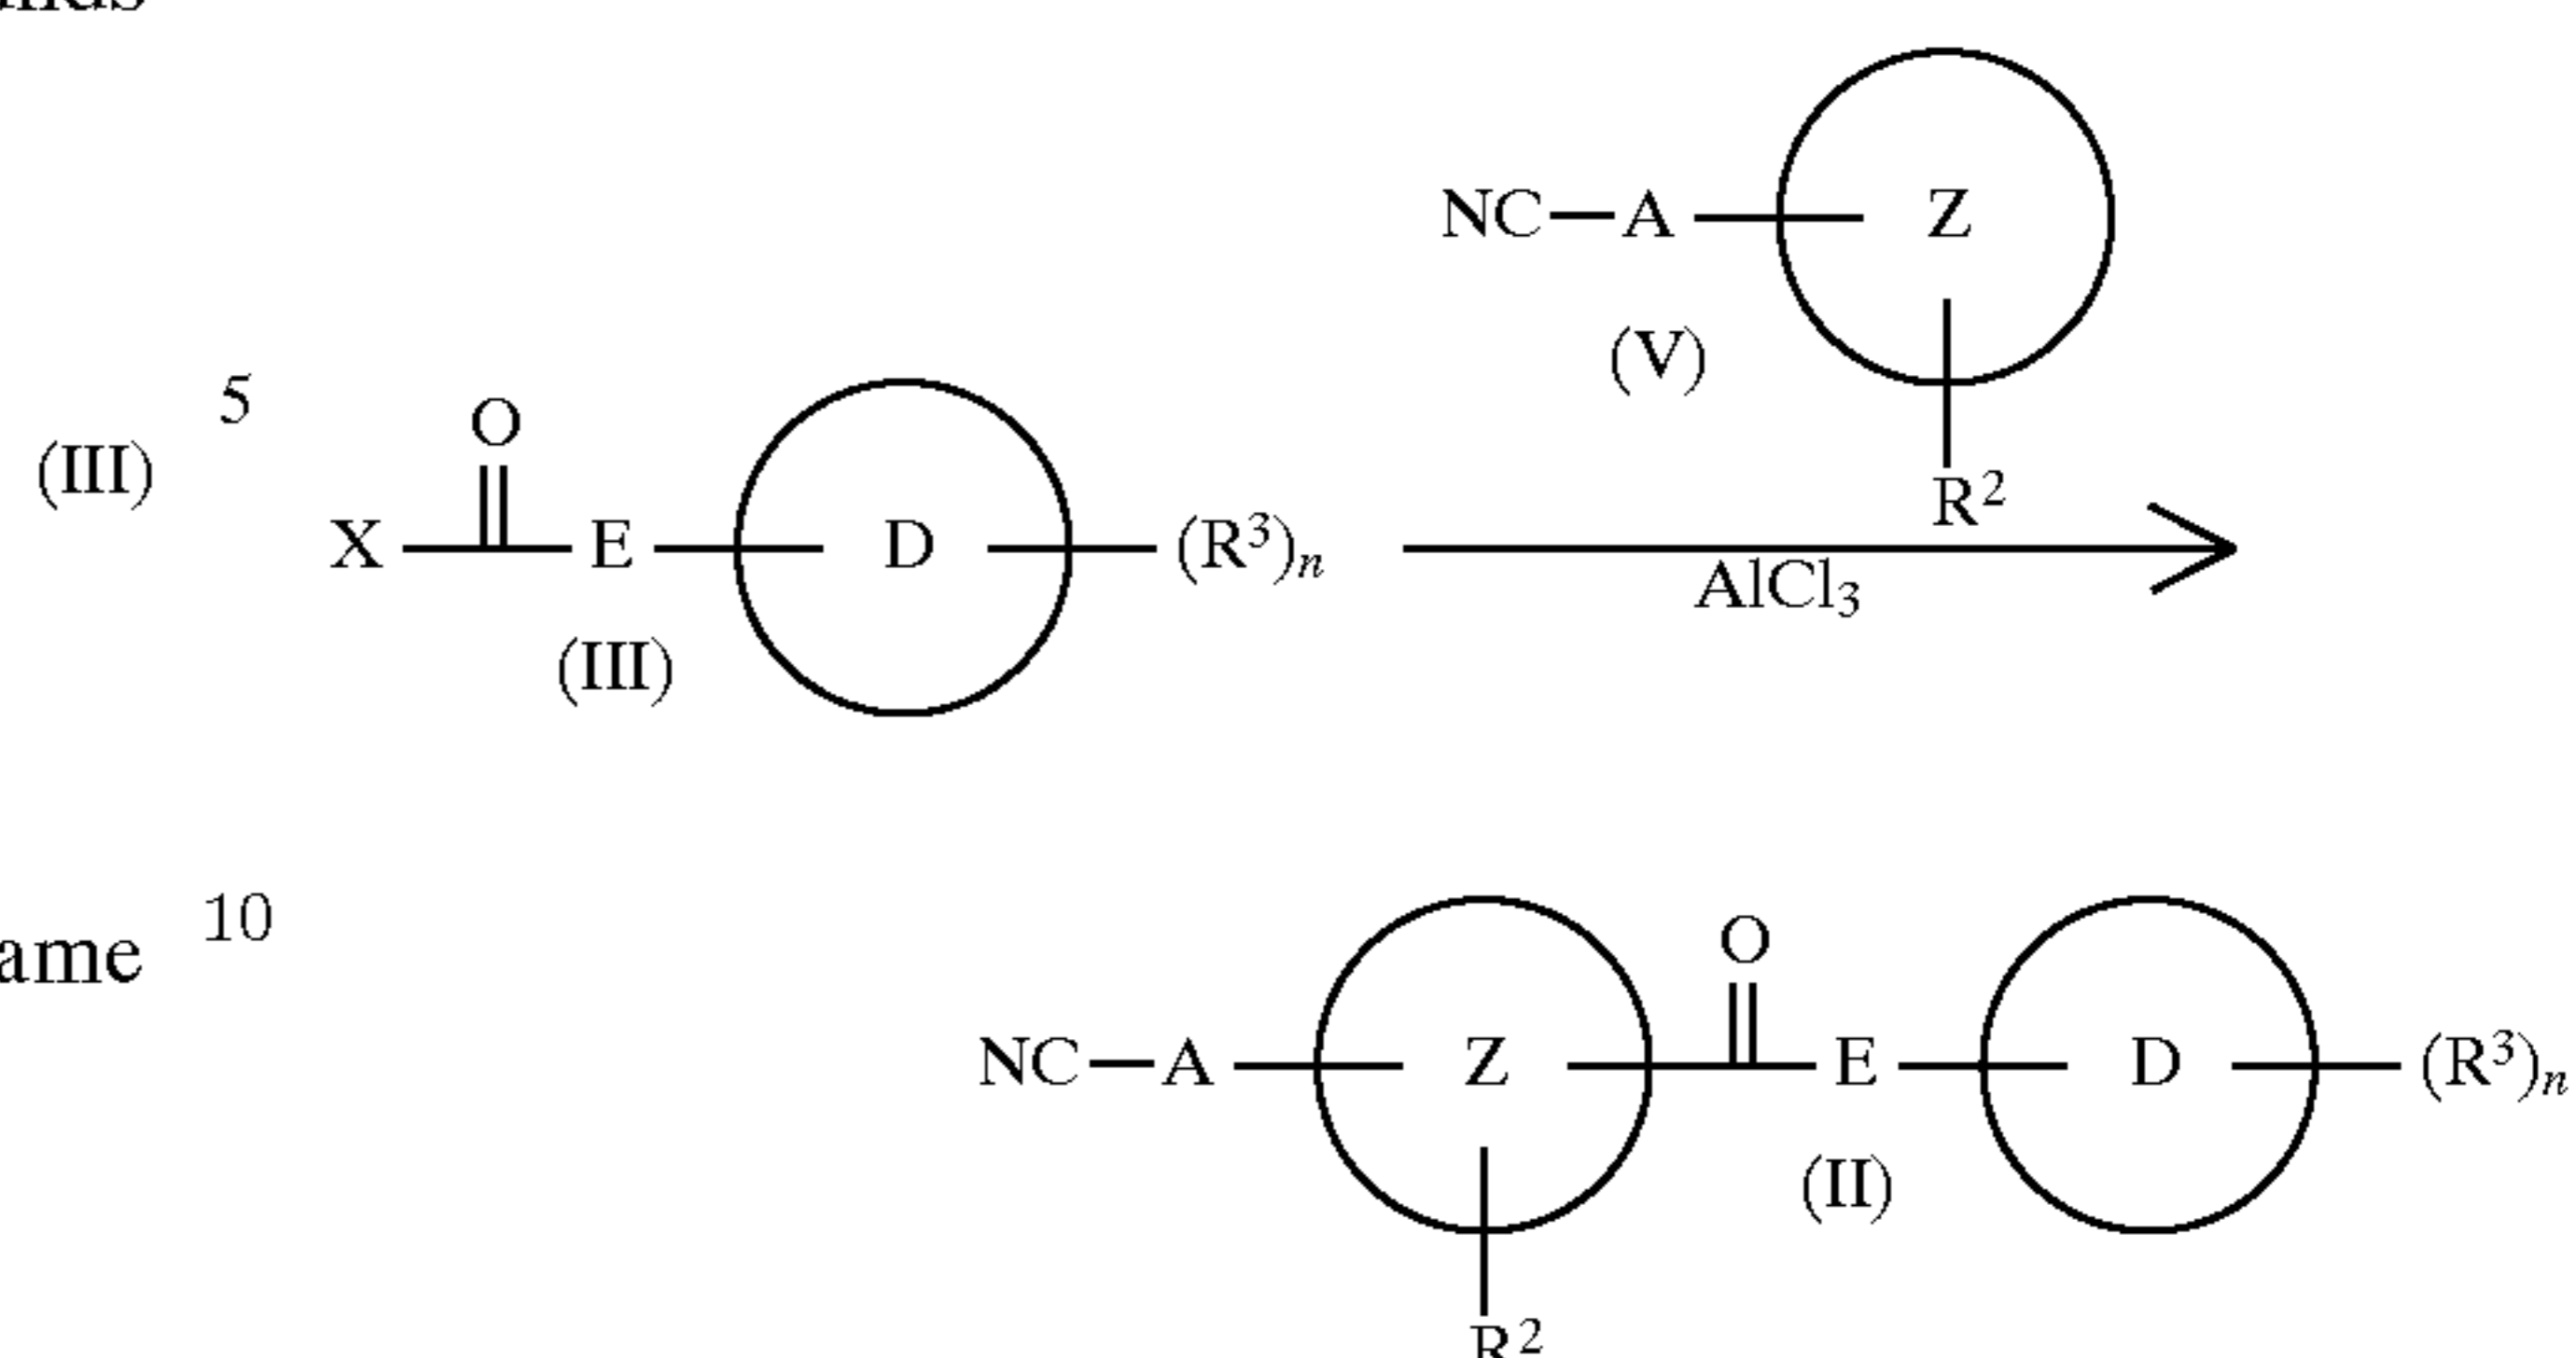 NC—A Z
(V)
R²
5
(III)
O
X E D (R³)ₙ
AlCl₃
(III)
10
ame
O
NC—A Z E D (R³)ₙ
(II)
R²